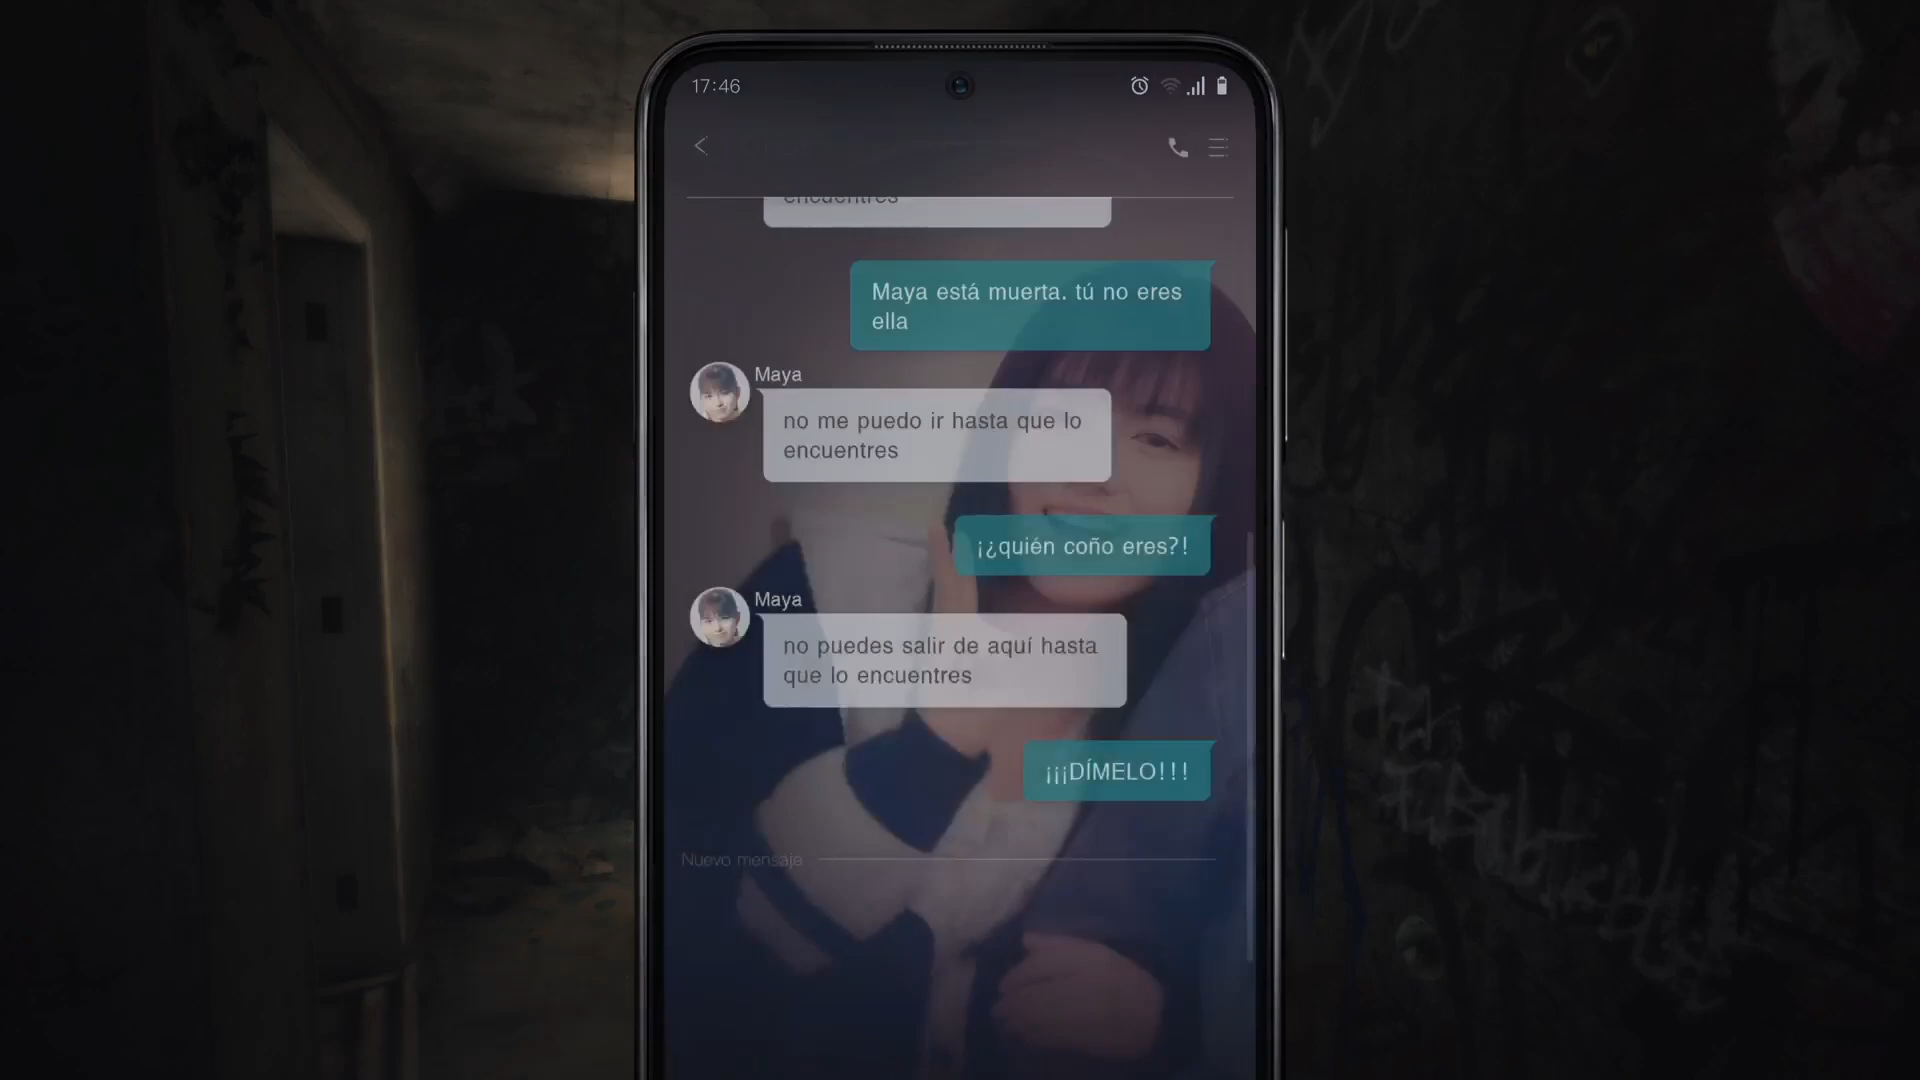 17:46
encuentres
Maya está muerta. tú no eres
ella
Maya
no me puedo ir hasta que lo
encuentres
¡¿quién coño eres?!
Maya
no puedes salir de aquí hasta
que lo encuentres
¡¡¡DÍMELO!!!
Nuevo mensaje